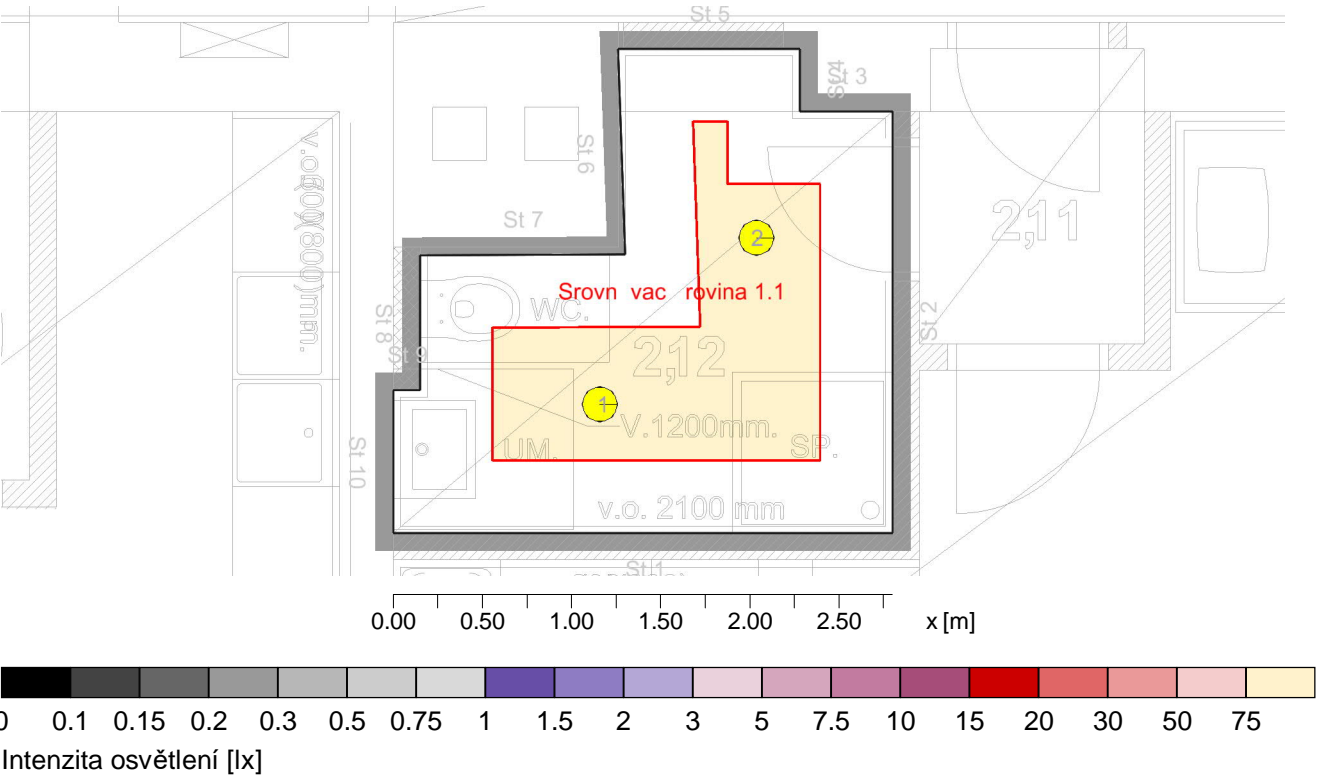 St 5
St 4
St 3
St 6
St 7
2,11
2
Srovn vac rovina 1.1
WC.
St 8
St 9
2,12
St 2
1
V.1200mm.
UM.
SP.
St 10
v.o. 2100 mm
St 1
0.00 0.50 1.00 1.50 2.00 2.50 x [m]
0 0.1 0.15 0.2 0.3 0.5 0.75 1 1.5 2 3 5 7.5 10 15 20 30 50 75
Intenzita osvětlení [lx]